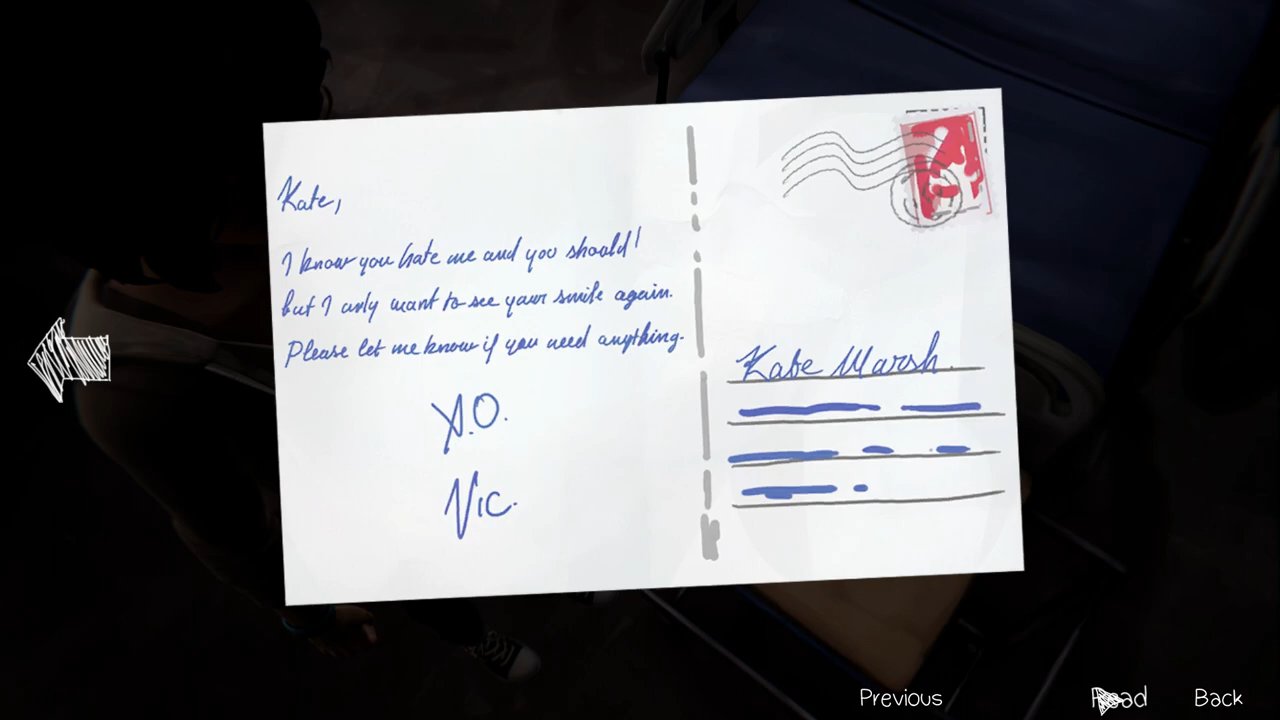 Kate,
I know you hate me and you should!
but I only want to see your smile again.
Please let me know if you need anything.
X.O.
Vic.
Kate Marsh.
Previous
Read
Back